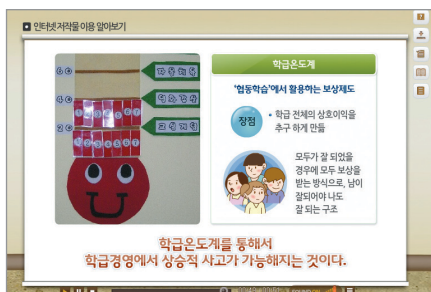 인터넷저작물이용 알아보기
학급온도계
'협동학습'에서 활용하는 보상제도
장점
• 학급 전체의 상호이익을
추구 하게 만듦
모두가 잘 되었을
경우에 모두 보상을
받는 방식으로, 남이
잘되어야 나도
잘 되는 구조
학급온도계를 통해서
학급경영에서 상승적 사고가 가능해지는 것이다.